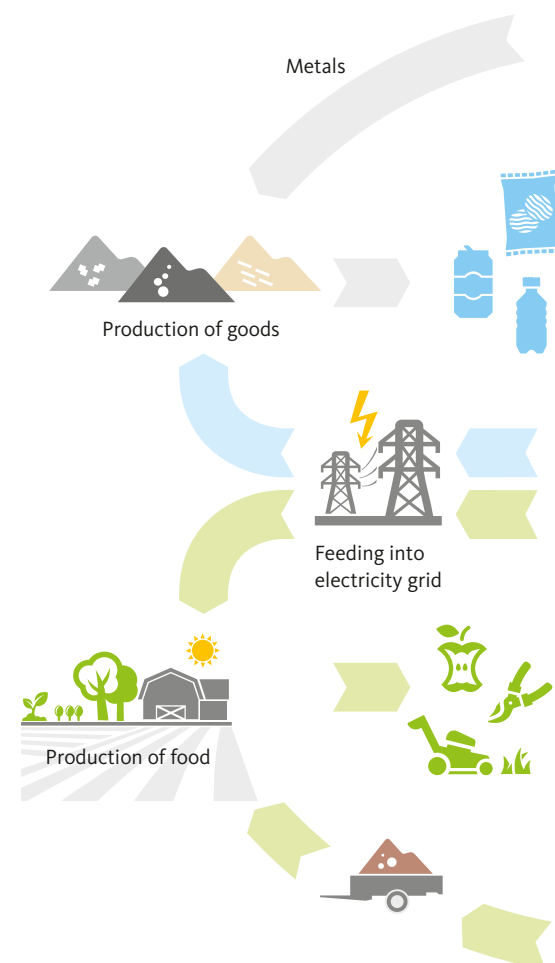 Metals
Production of goods
Feeding into
electricity grid
Production of food